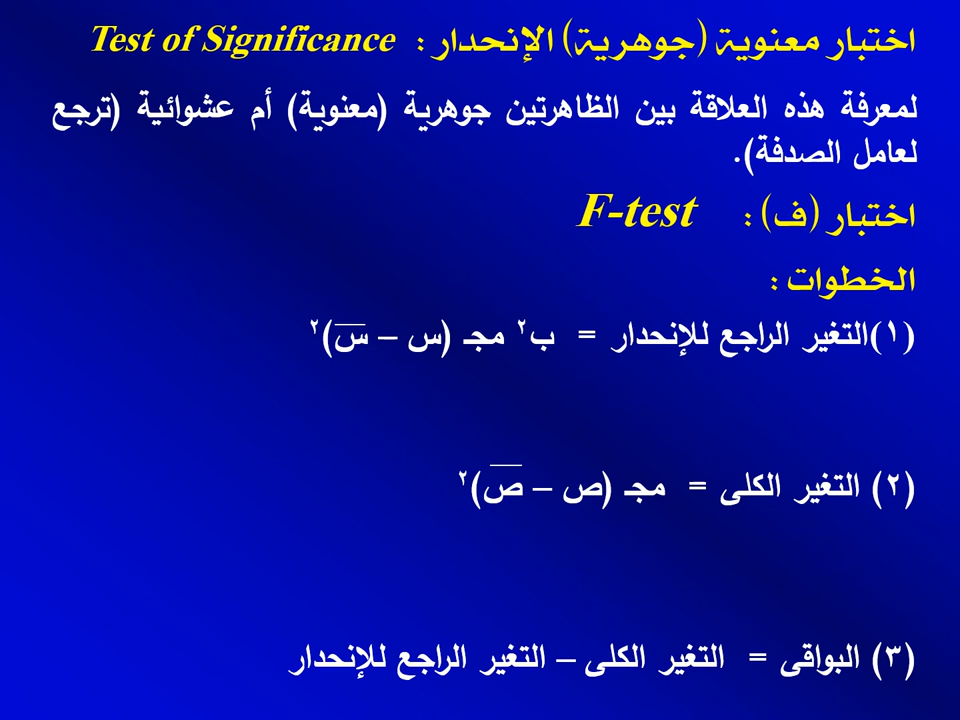 اختبار معنوية (جوهرية) الإنحدار : Test of Significance
لمعرفة هذه العلاقة بين الظاهرتين جوهرية (معنوية) أم عشوائية (ترجع
لعامل الصدفة).
اختبار (ف) : F-test
الخطوات :
(١)التغير الراجع للإنحدار = ب٢ مجـ (س – س̅)٢
(٢) التغير الكلى = مجـ (ص – ص̅)٢
(٣) البواقى = التغير الكلى – التغير الراجع للإنحدار